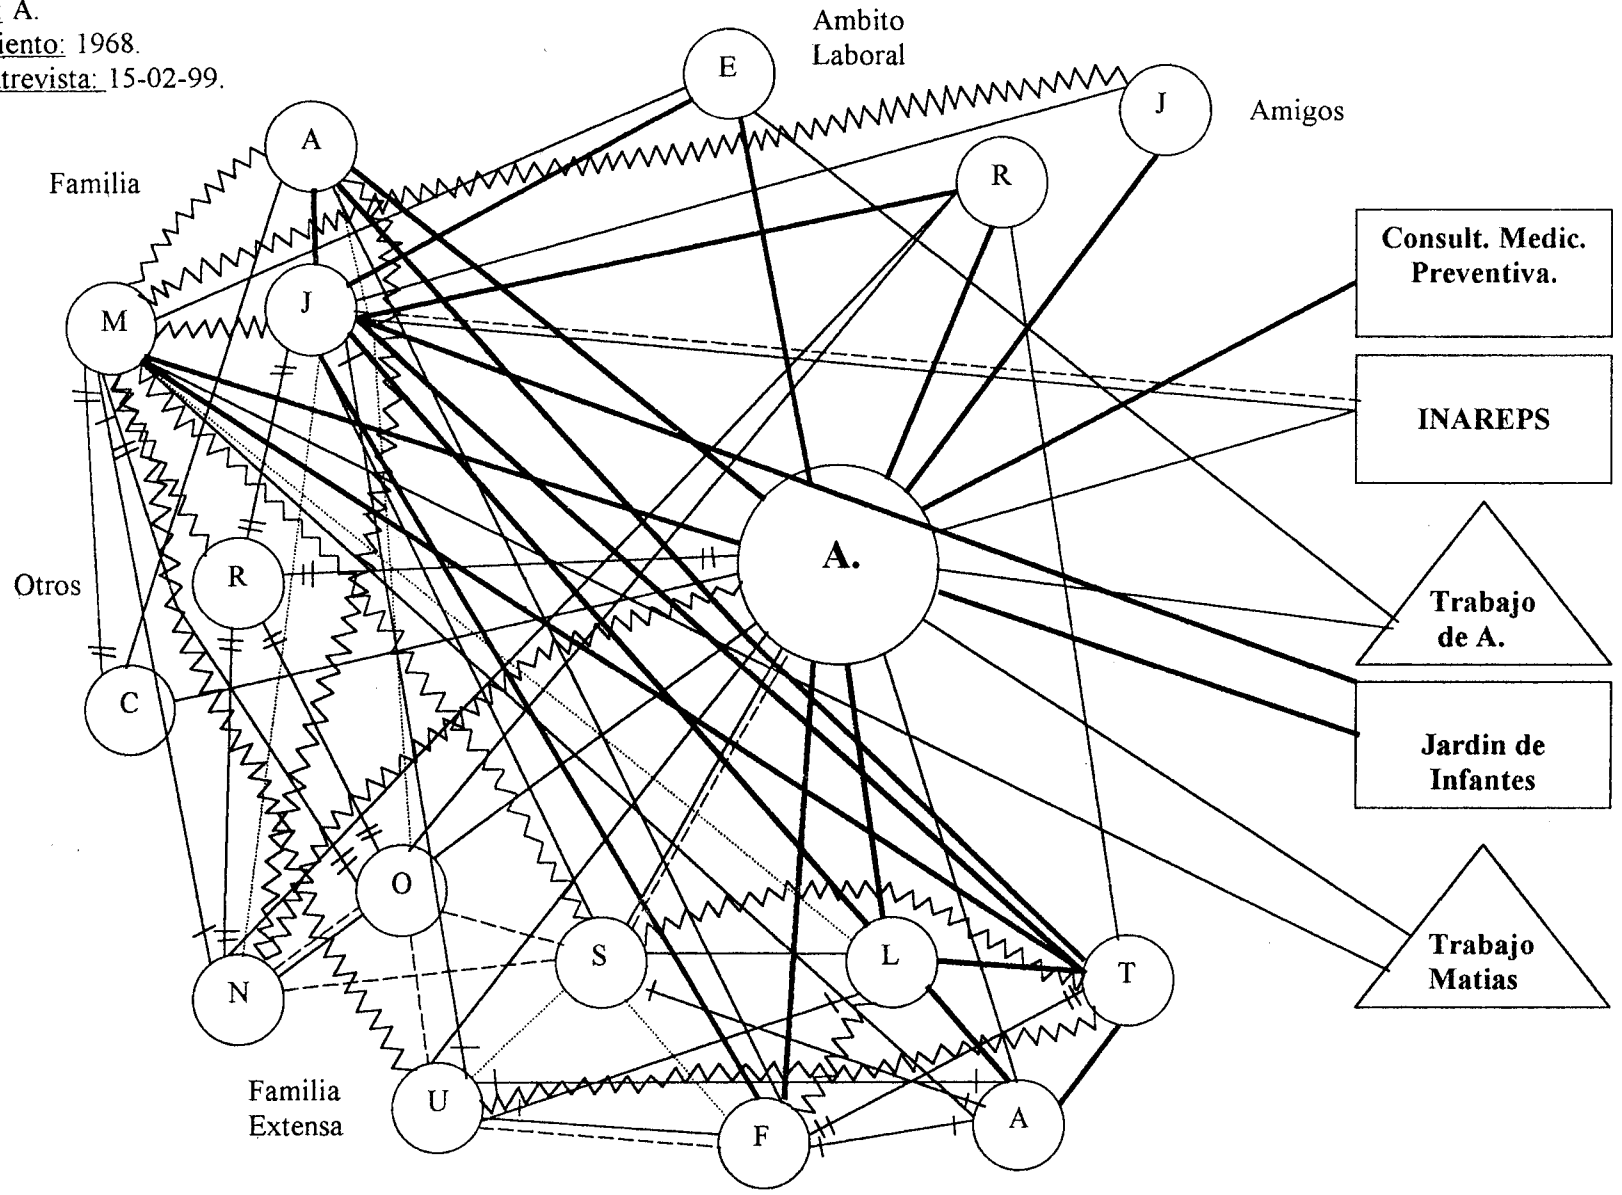 A.
iento: 1968.
trevista: 15-02-99.
Ambito
Laboral
E
J
Amigos
A
Familia
R
Consult. Medic.
Preventiva.
M
J
INAREPS
A.
Otros
R
Trabajo
de A.
C
Jardin de
Infantes
O
S
L
T
Trabajo
Matias
N
Familia
Extensa
U
F
A